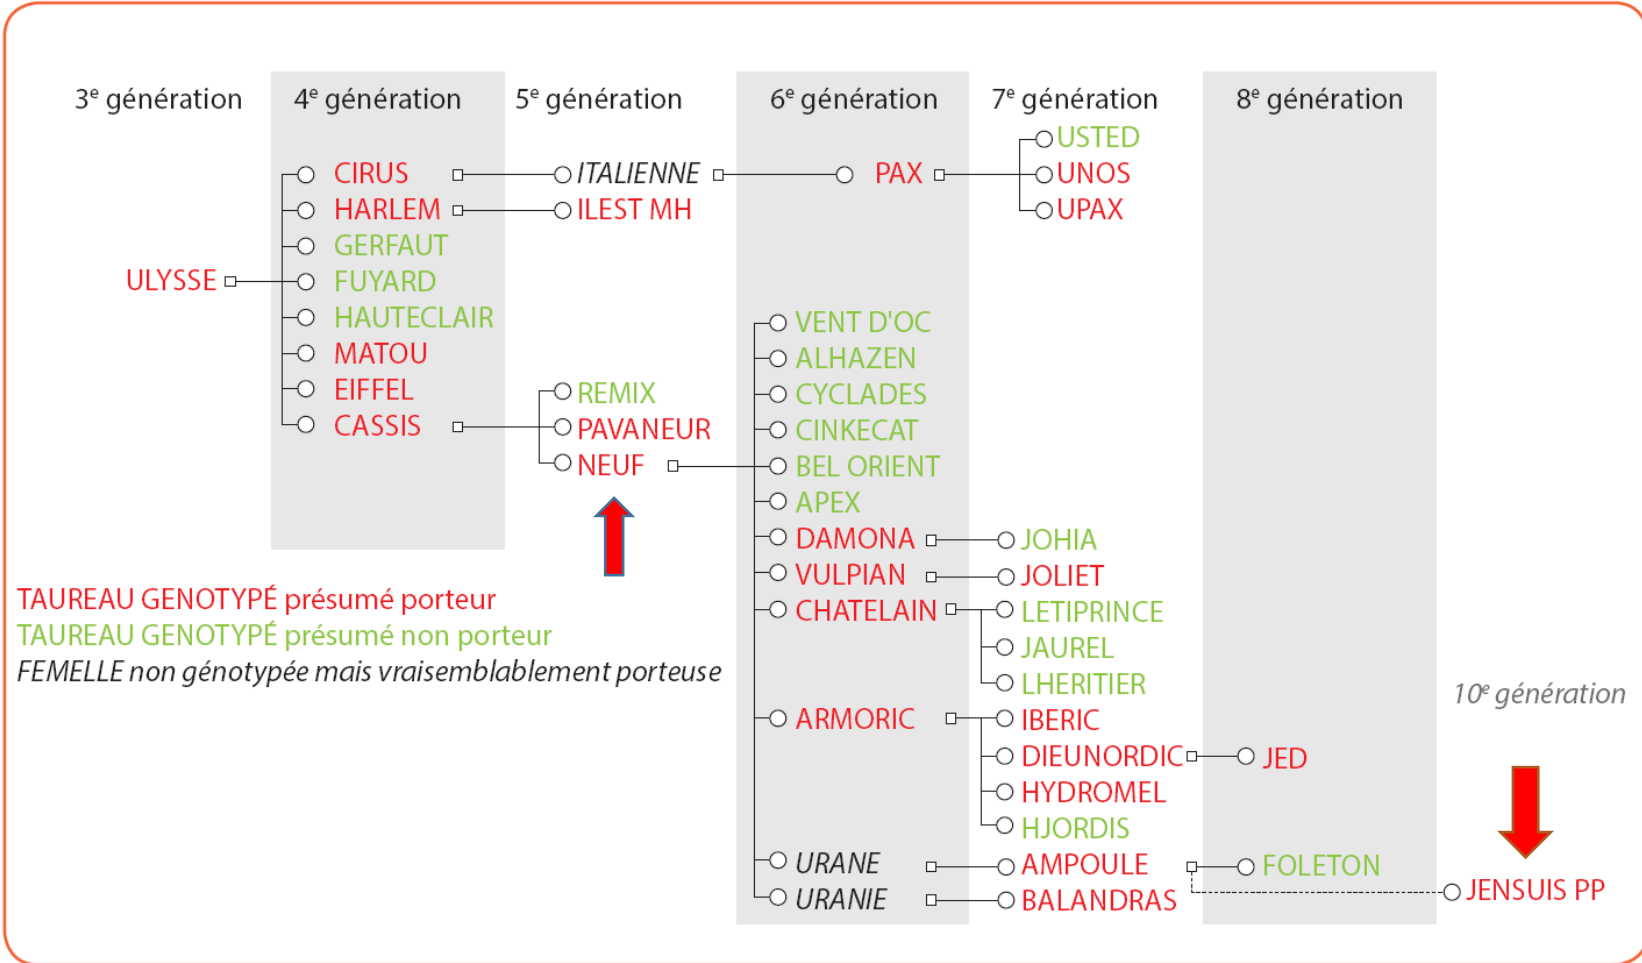 3e génération 4e génération 5e génération 6e génération 7e génération 8e génération
USTED
CIRUS ITALIENNE PAX UNOS
HARLEM ILEST MH UPAX
GERFAUT
ULYSSE FUYARD
HAUTECLAIR VENT D'OC
MATOU ALHAZEN
EIFFEL REMIX CYCLADES
CASSIS PAVANEUR CINKECAT
NEUF BEL ORIENT
APEX
DAMONA JOHIA
VULPIAN JOLIET
TAUREAU GENOTYPÉ présumé porteur
CHATELAIN LETIPRINCE
TAUREAU GENOTYPÉ présumé non porteur
JAUREL
FEMELLE non génotypée mais vraisemblablement porteuse
LHERITIER
10e génération
ARMORIC IBERIC
DIEUNORDIC JED
HYDROMEL
HJORDIS
URANE AMPOULE FOLETON
JENSUIS PP
URANIE BALANDRAS